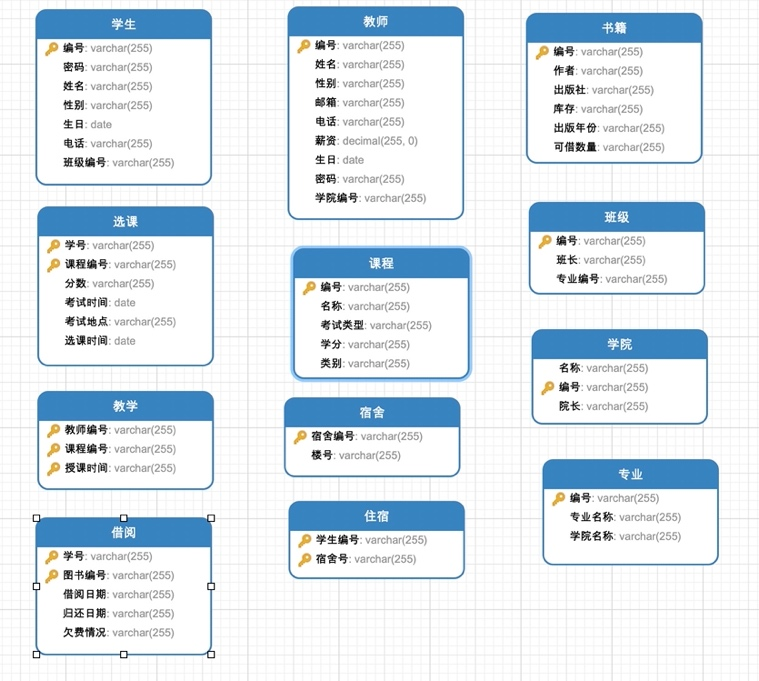 学生
编号: varchar(255)
密码: varchar(255)
姓名: varchar(255)
性别: varchar(255)
生日: date
电话: varchar(255)
班级编号: varchar(255)
选课
学号: varchar(255)
课程编号: varchar(255)
分数: varchar(255)
考试时间: date
考试地点: varchar(255)
选课时间: date
教学
教师编号: varchar(255)
课程编号: varchar(255)
授课时间: varchar(255)
借阅
学号: varchar(255)
图书编号: varchar(255)
借阅日期: varchar(255)
归还日期: varchar(255)
欠费情况: varchar(255)
教师
编号: varchar(255)
姓名: varchar(255)
性别: varchar(255)
邮箱: varchar(255)
电话: varchar(255)
薪资: decimal(255, 0)
生日: date
密码: varchar(255)
学院编号: varchar(255)
课程
编号: varchar(255)
名称: varchar(255)
考试类型: varchar(255)
学分: varchar(255)
类别: varchar(255)
宿舍
宿舍编号: varchar(255)
楼号: varchar(255)
住宿
学生编号: varchar(255)
宿舍号: varchar(255)
书籍
编号: varchar(255)
作者: varchar(255)
出版社: varchar(255)
库存: varchar(255)
出版年份: varchar(255)
可借数量: varchar(255)
班级
编号: varchar(255)
班长: varchar(255)
专业编号: varchar(255)
学院
名称: varchar(255)
编号: varchar(255)
院长: varchar(255)
专业
编号: varchar(255)
专业名称: varchar(255)
学院名称: varchar(255)